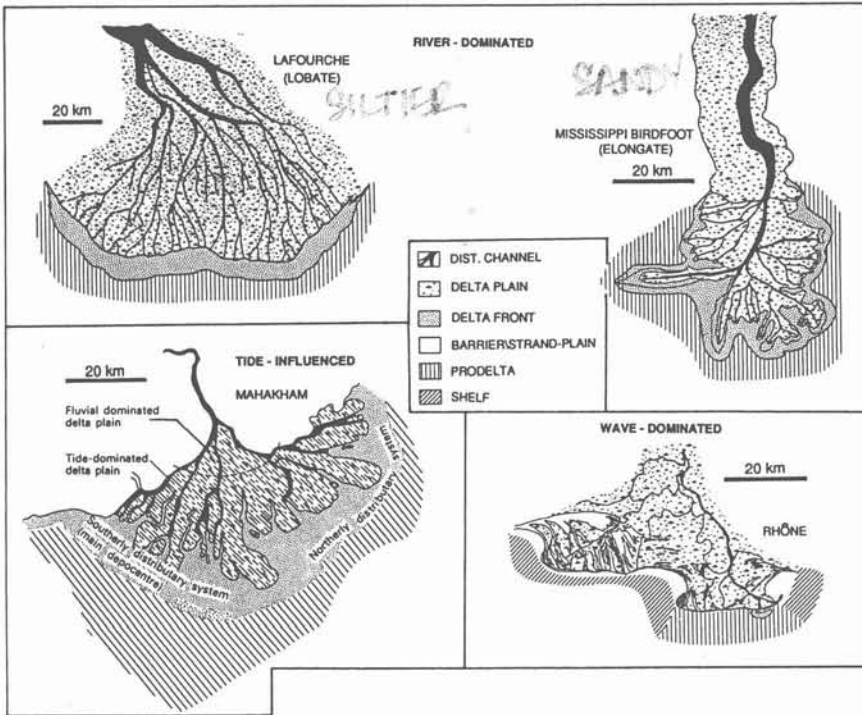 RIVER - DOMINATED
LAFOURCHE
(LOBATE)
20 km
SILTIER
SANDY
MISSISSIPPI BIRDFOOT
(ELONGATE)
20 km
DIST. CHANNEL
DELTA PLAIN
DELTA FRONT
BARRIER\STRAND-PLAIN
PRODELTA
SHELF
TIDE - INFLUENCED
20 km
MAHAKHAM
Fluvial dominated
delta plain
Tide-dominated
delta plain
Southerly distributary system
(main depocentre)
Northerly distributary
system
WAVE - DOMINATED
20 km
RHÔNE